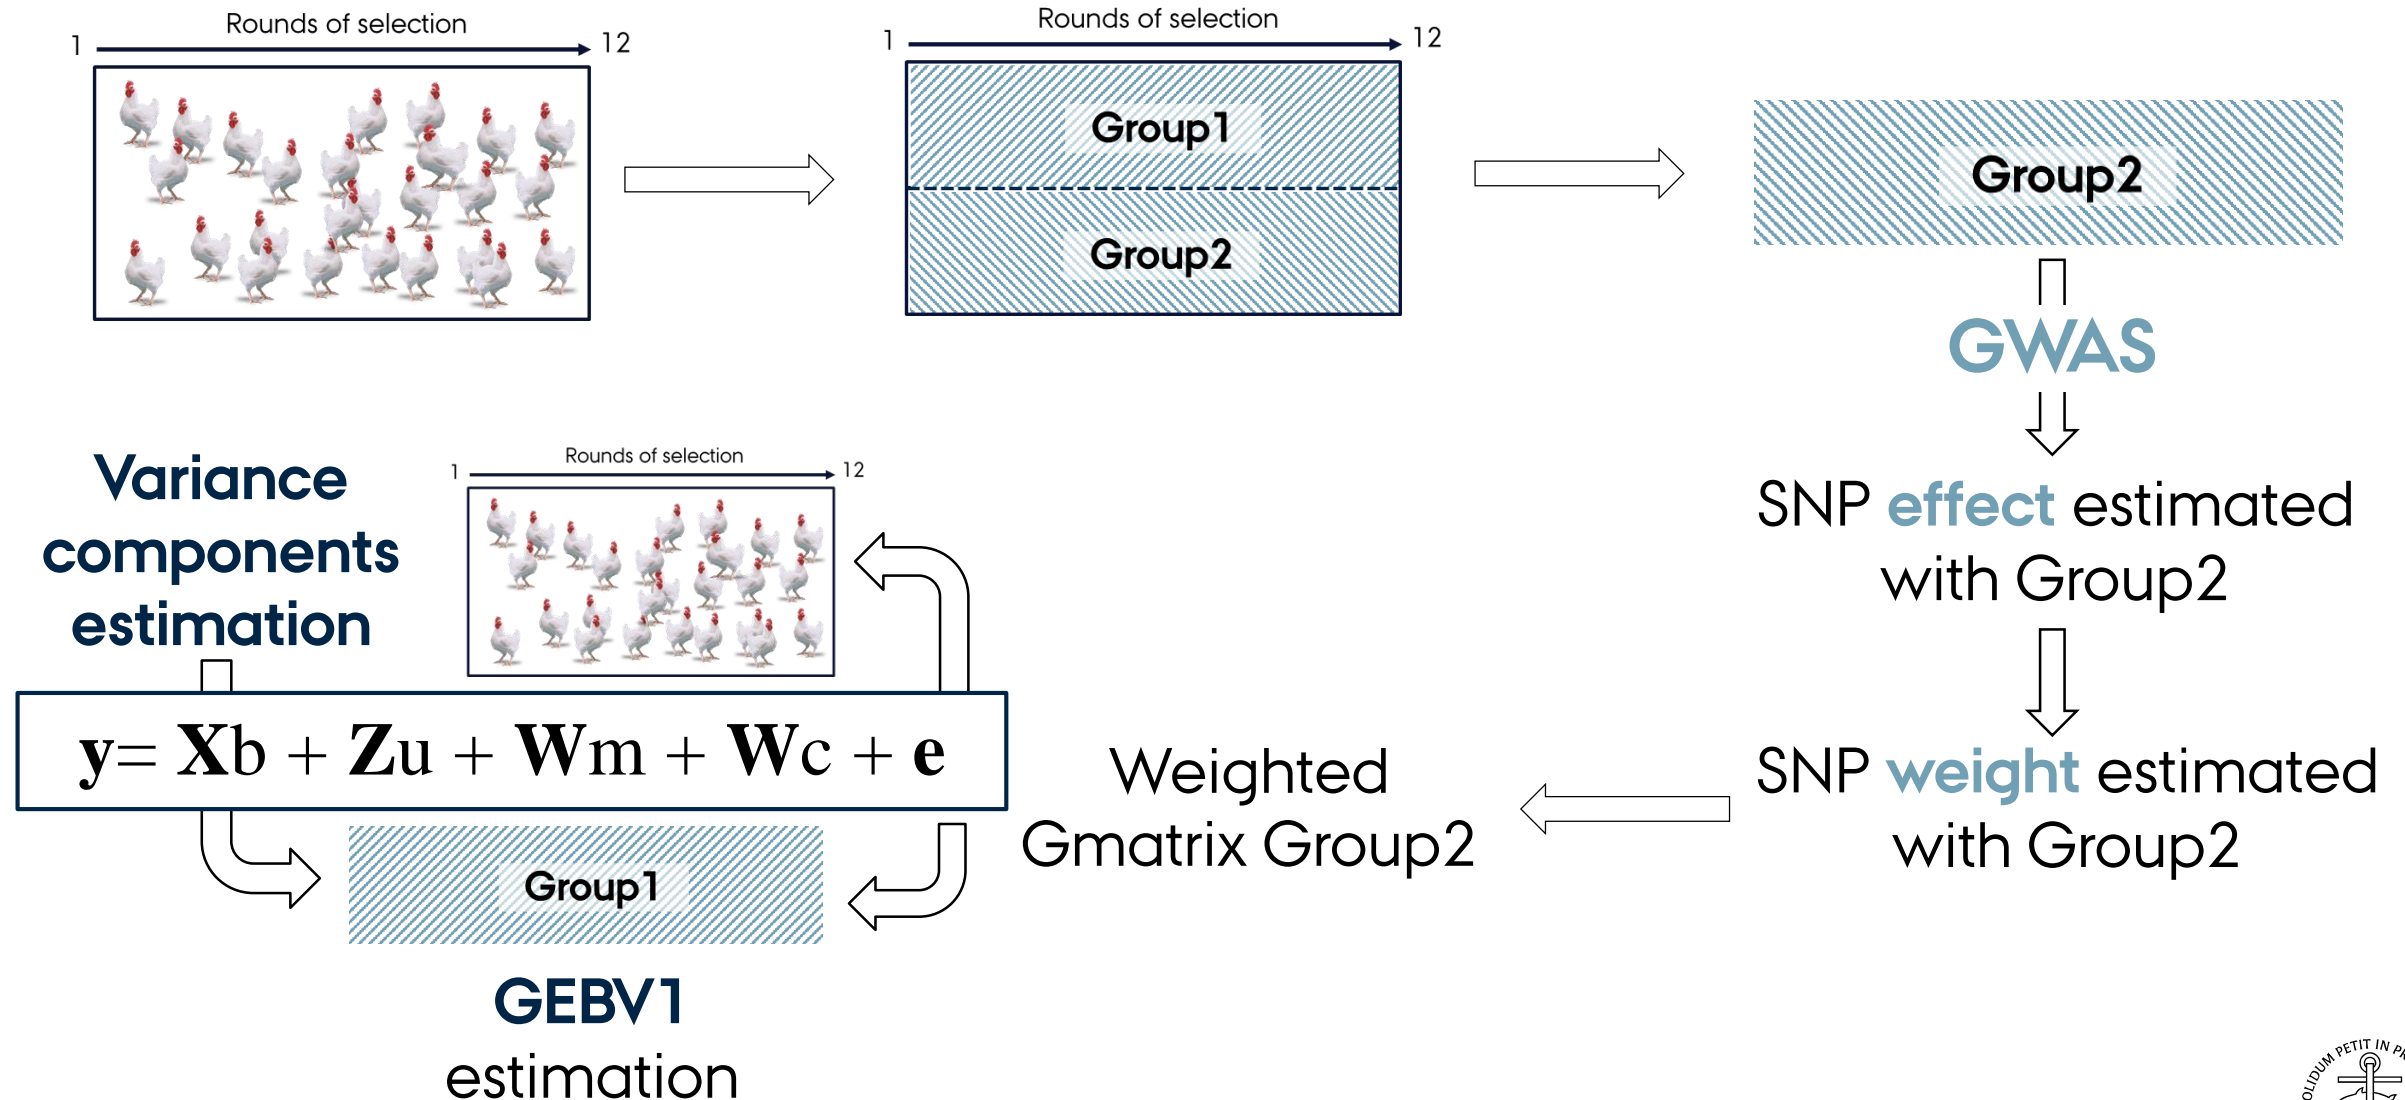 Rounds of selection
1 12
Rounds of selection
1 12
Group1
Group2
Group2
GWAS
SNP effect estimated
with Group2
SNP weight estimated
with Group2
Weighted
Gmatrix Group2
Variance
components
estimation
Rounds of selection
1 12
y= Xb + Zu + Wm + Wc + e
Group1
GEBV1
estimation
PETIT IN